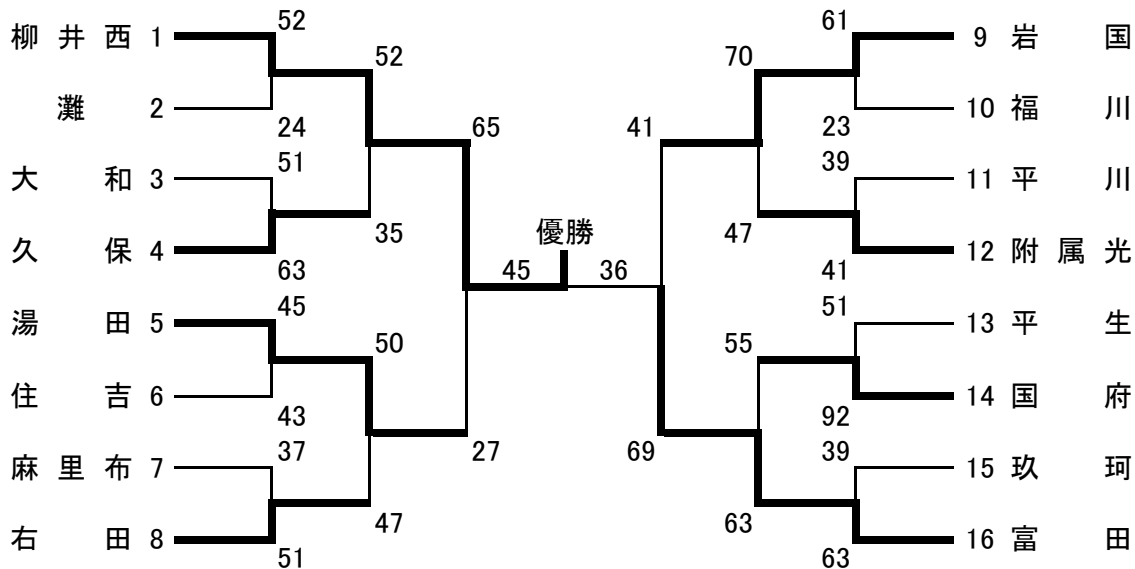 52
61
柳井西 1
9 岩国
52
70
灘 2
10 福川
24
65
41
23
51
39
大和 3
11 平川
35
優勝
47
久保 4
12 附属光
63
45
36
41
45
51
湯田 5
13 平生
50
55
住吉 6
14 国府
43
92
37
27
69
39
麻里布 7
15 玖珂
47
63
右田 8
16 富田
51
63